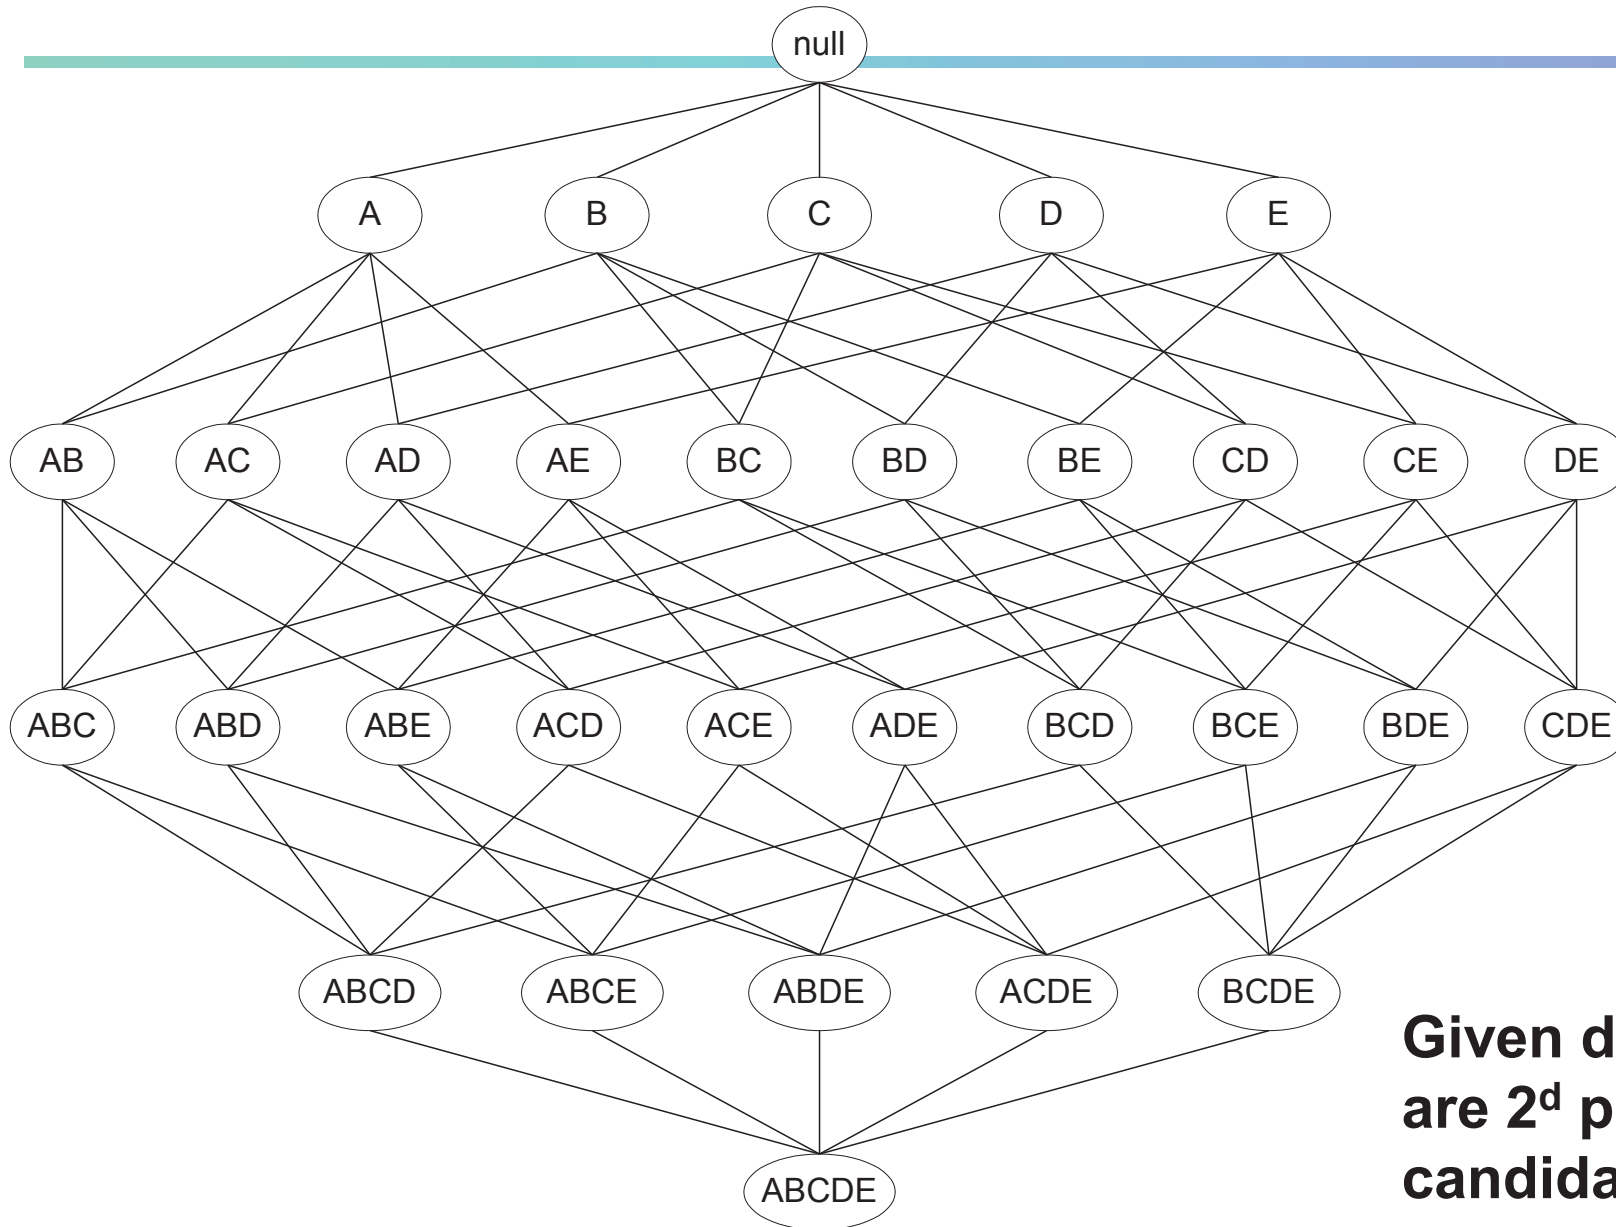 null
A B C D E
AB AC AD AE BC BD BE CD CE DE
ABC ABD ABE ACD ACE ADE BCD BCE BDE CDE
ABCD ABCE ABDE ACDE BCDE
Given d
are 2ᵈ p
candida
ABCDE